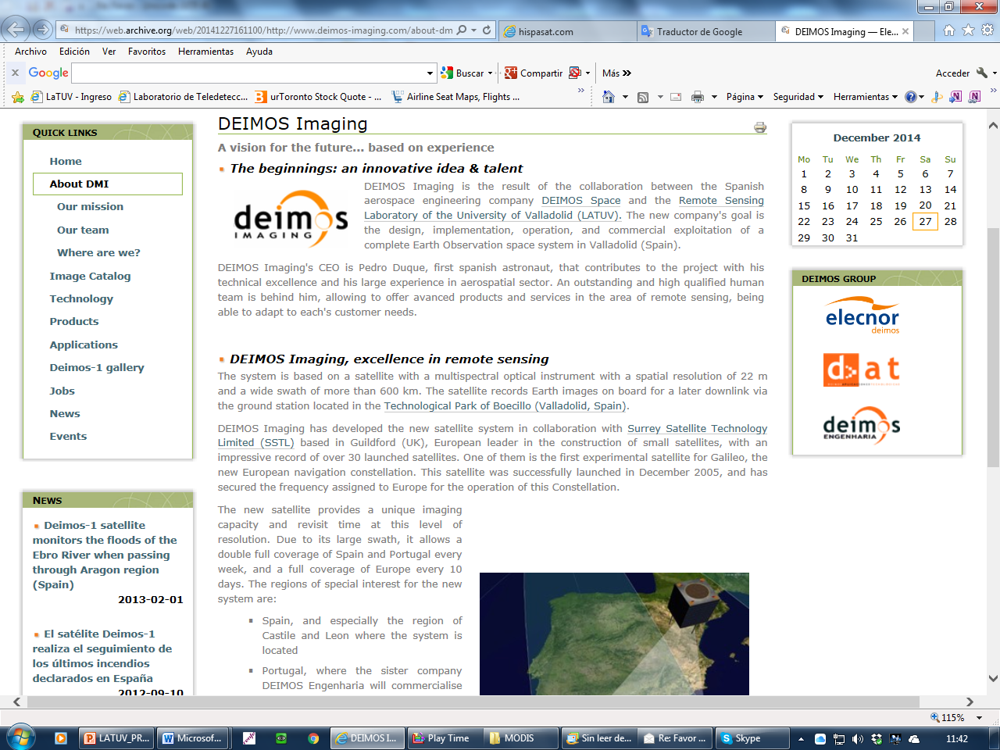 https://web.archive.org/web/20141227161100/http://www.deimos-imaging.com/about-dm
hispasat.com
Traductor de Google
DEIMOS Imaging — Ele...
Archivo Edición Ver Favoritos Herramientas Ayuda
x Google Buscar Compartir Más Acceder
LaTUV - Ingreso Laboratorio de Teledetecc... urToronto Stock Quote - ... Airline Seat Maps, Flights ... Página Seguridad Herramientas
QUICK LINKS
Home
About DMI
Our mission
Our team
Where are we?
Image Catalog
Technology
Products
Applications
Deimos-1 gallery
Jobs
News
Events
NEWS
Deimos-1 satellite
monitors the floods of the
Ebro River when passing
through Aragon region
(Spain)
2013-02-01
El satélite Deimos-1
realiza el seguimiento de
los últimos incendios
declarados en España
2012-09-10
DEIMOS Imaging
A vision for the future... based on experience
The beginnings: an innovative idea & talent
deimos
IMAGING
DEIMOS Imaging is the result of the collaboration between the Spanish
aerospace engineering company DEIMOS Space and the Remote Sensing
Laboratory of the University of Valladolid (LATUV). The new company's goal is
the design, implementation, operation, and commercial exploitation of a
complete Earth Observation space system in Valladolid (Spain).
DEIMOS Imaging's CEO is Pedro Duque, first spanish astronaut, that contributes to the project with his
technical excellence and his large experience in aerospatial sector. An outstanding and high qualified human
team is behind him, allowing to offer avanced products and services in the area of remote sensing, being
able to adapt to each's customer needs.
DEIMOS Imaging, excellence in remote sensing
The system is based on a satellite with a multispectral optical instrument with a spatial resolution of 22 m
and a wide swath of more than 600 km. The satellite records Earth images on board for a later downlink via
the ground station located in the Technological Park of Boecillo (Valladolid, Spain).
DEIMOS Imaging has developed the new satellite system in collaboration with Surrey Satellite Technology
Limited (SSTL) based in Guildford (UK), European leader in the construction of small satellites, with an
impressive record of over 30 launched satellites. One of them is the first experimental satellite for Galileo, the
new European navigation constellation. This satellite was successfully launched in December 2005, and has
secured the frequency assigned to Europe for the operation of this Constellation.
The new satellite provides a unique imaging
capacity and revisit time at this level of
resolution. Due to its large swath, it allows a
double full coverage of Spain and Portugal every
week, and a full coverage of Europe every 10
days. The regions of special interest for the new
system are:
Spain, and especially the region of
Castile and Leon where the system is
located
Portugal, where the sister company
DEIMOS Engenharia will commercialise
December 2014
Mo Tu We Th Fr Sa Su
1 2 3 4 5 6 7
8 9 10 11 12 13 14
15 16 17 18 19 20 21
22 23 24 25 26 27 28
29 30 31
DEIMOS GROUP
elecnor
deimos
d at
deimos
ENGENHARIA
115%
LATUV_PR... Microsof... DEIMOS I... Play Time MODIS Sin leer de... Re: Favor ... Skype 11:42